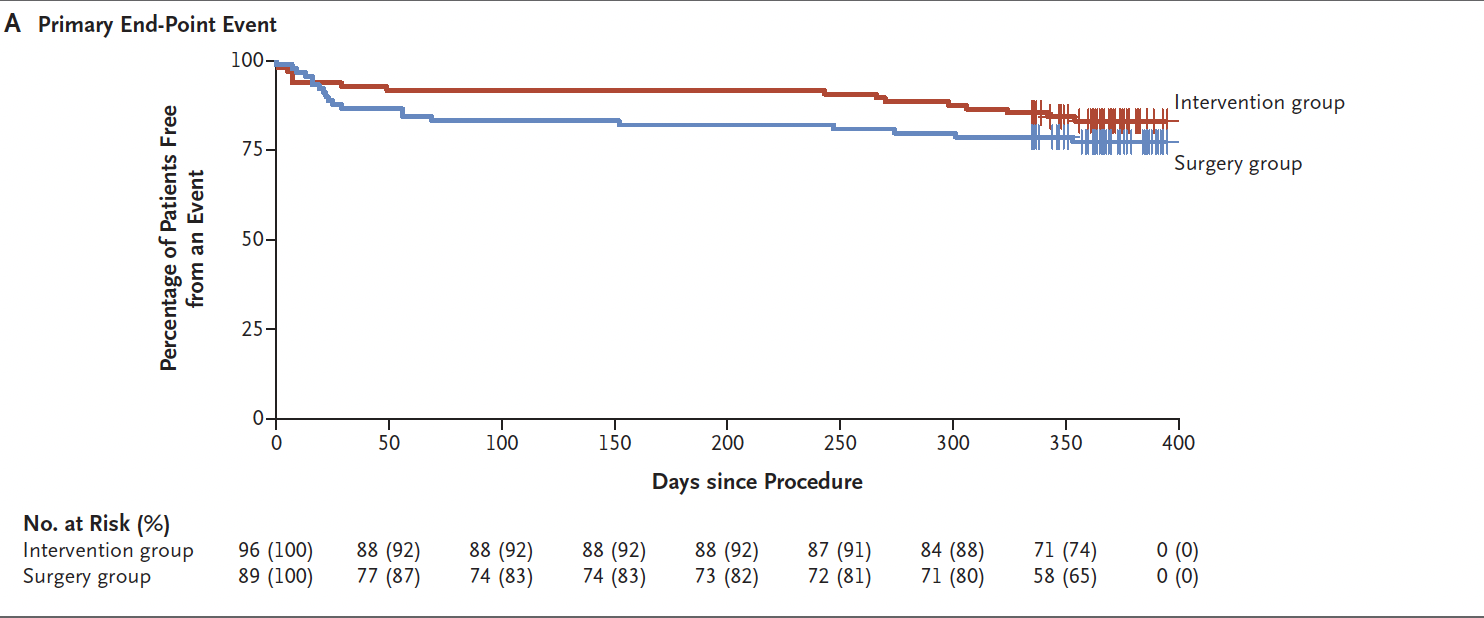 A Primary End-Point Event
Percentage of Patients Free
from an Event
100
75
50
25
0
Intervention group
Surgery group
0 50 100 150 200 250 300 350 400
Days since Procedure
No. at Risk (%)
Intervention group 96 (100) 88 (92) 88 (92) 88 (92) 88 (92) 87 (91) 84 (88) 71 (74) 0 (0)
Surgery group 89 (100) 77 (87) 74 (83) 74 (83) 73 (82) 72 (81) 71 (80) 58 (65) 0 (0)